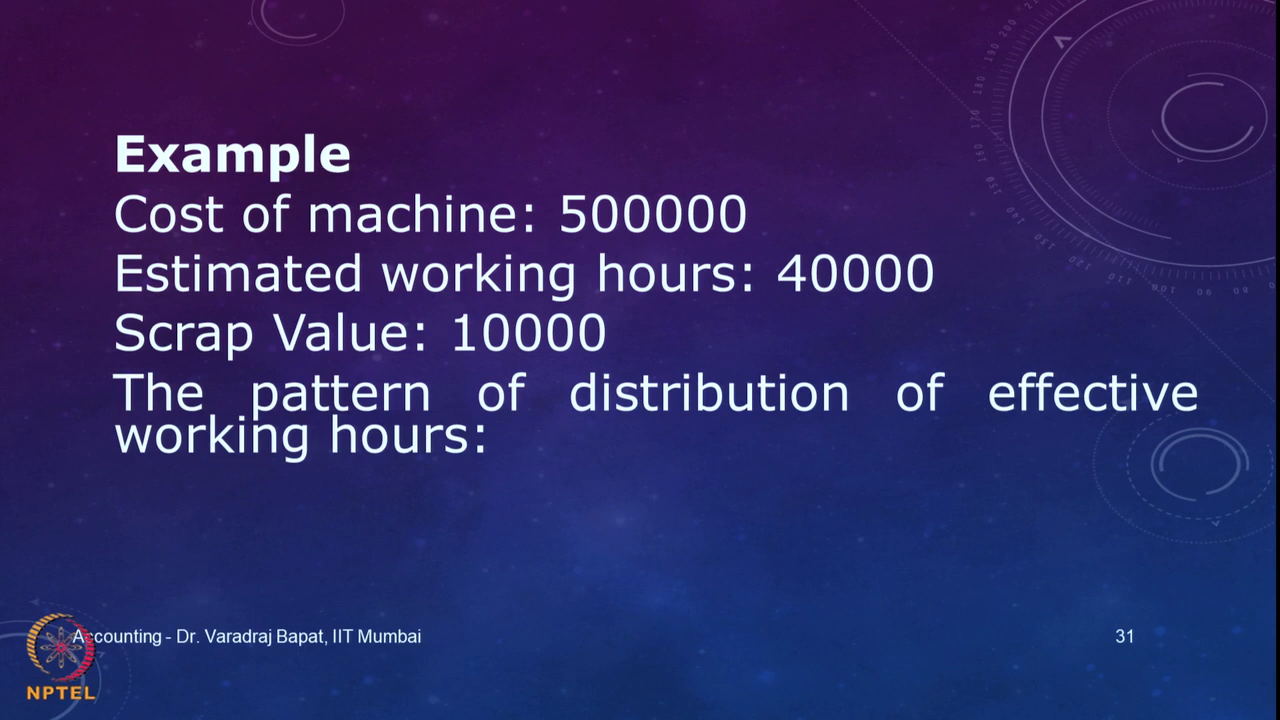 Example
Cost of machine: 500000
Estimated working hours: 40000
Scrap Value: 10000
The pattern of distribution of effective
working hours:
Accounting - Dr. Varadraj Bapat, IIT Mumbai
31
NPTEL